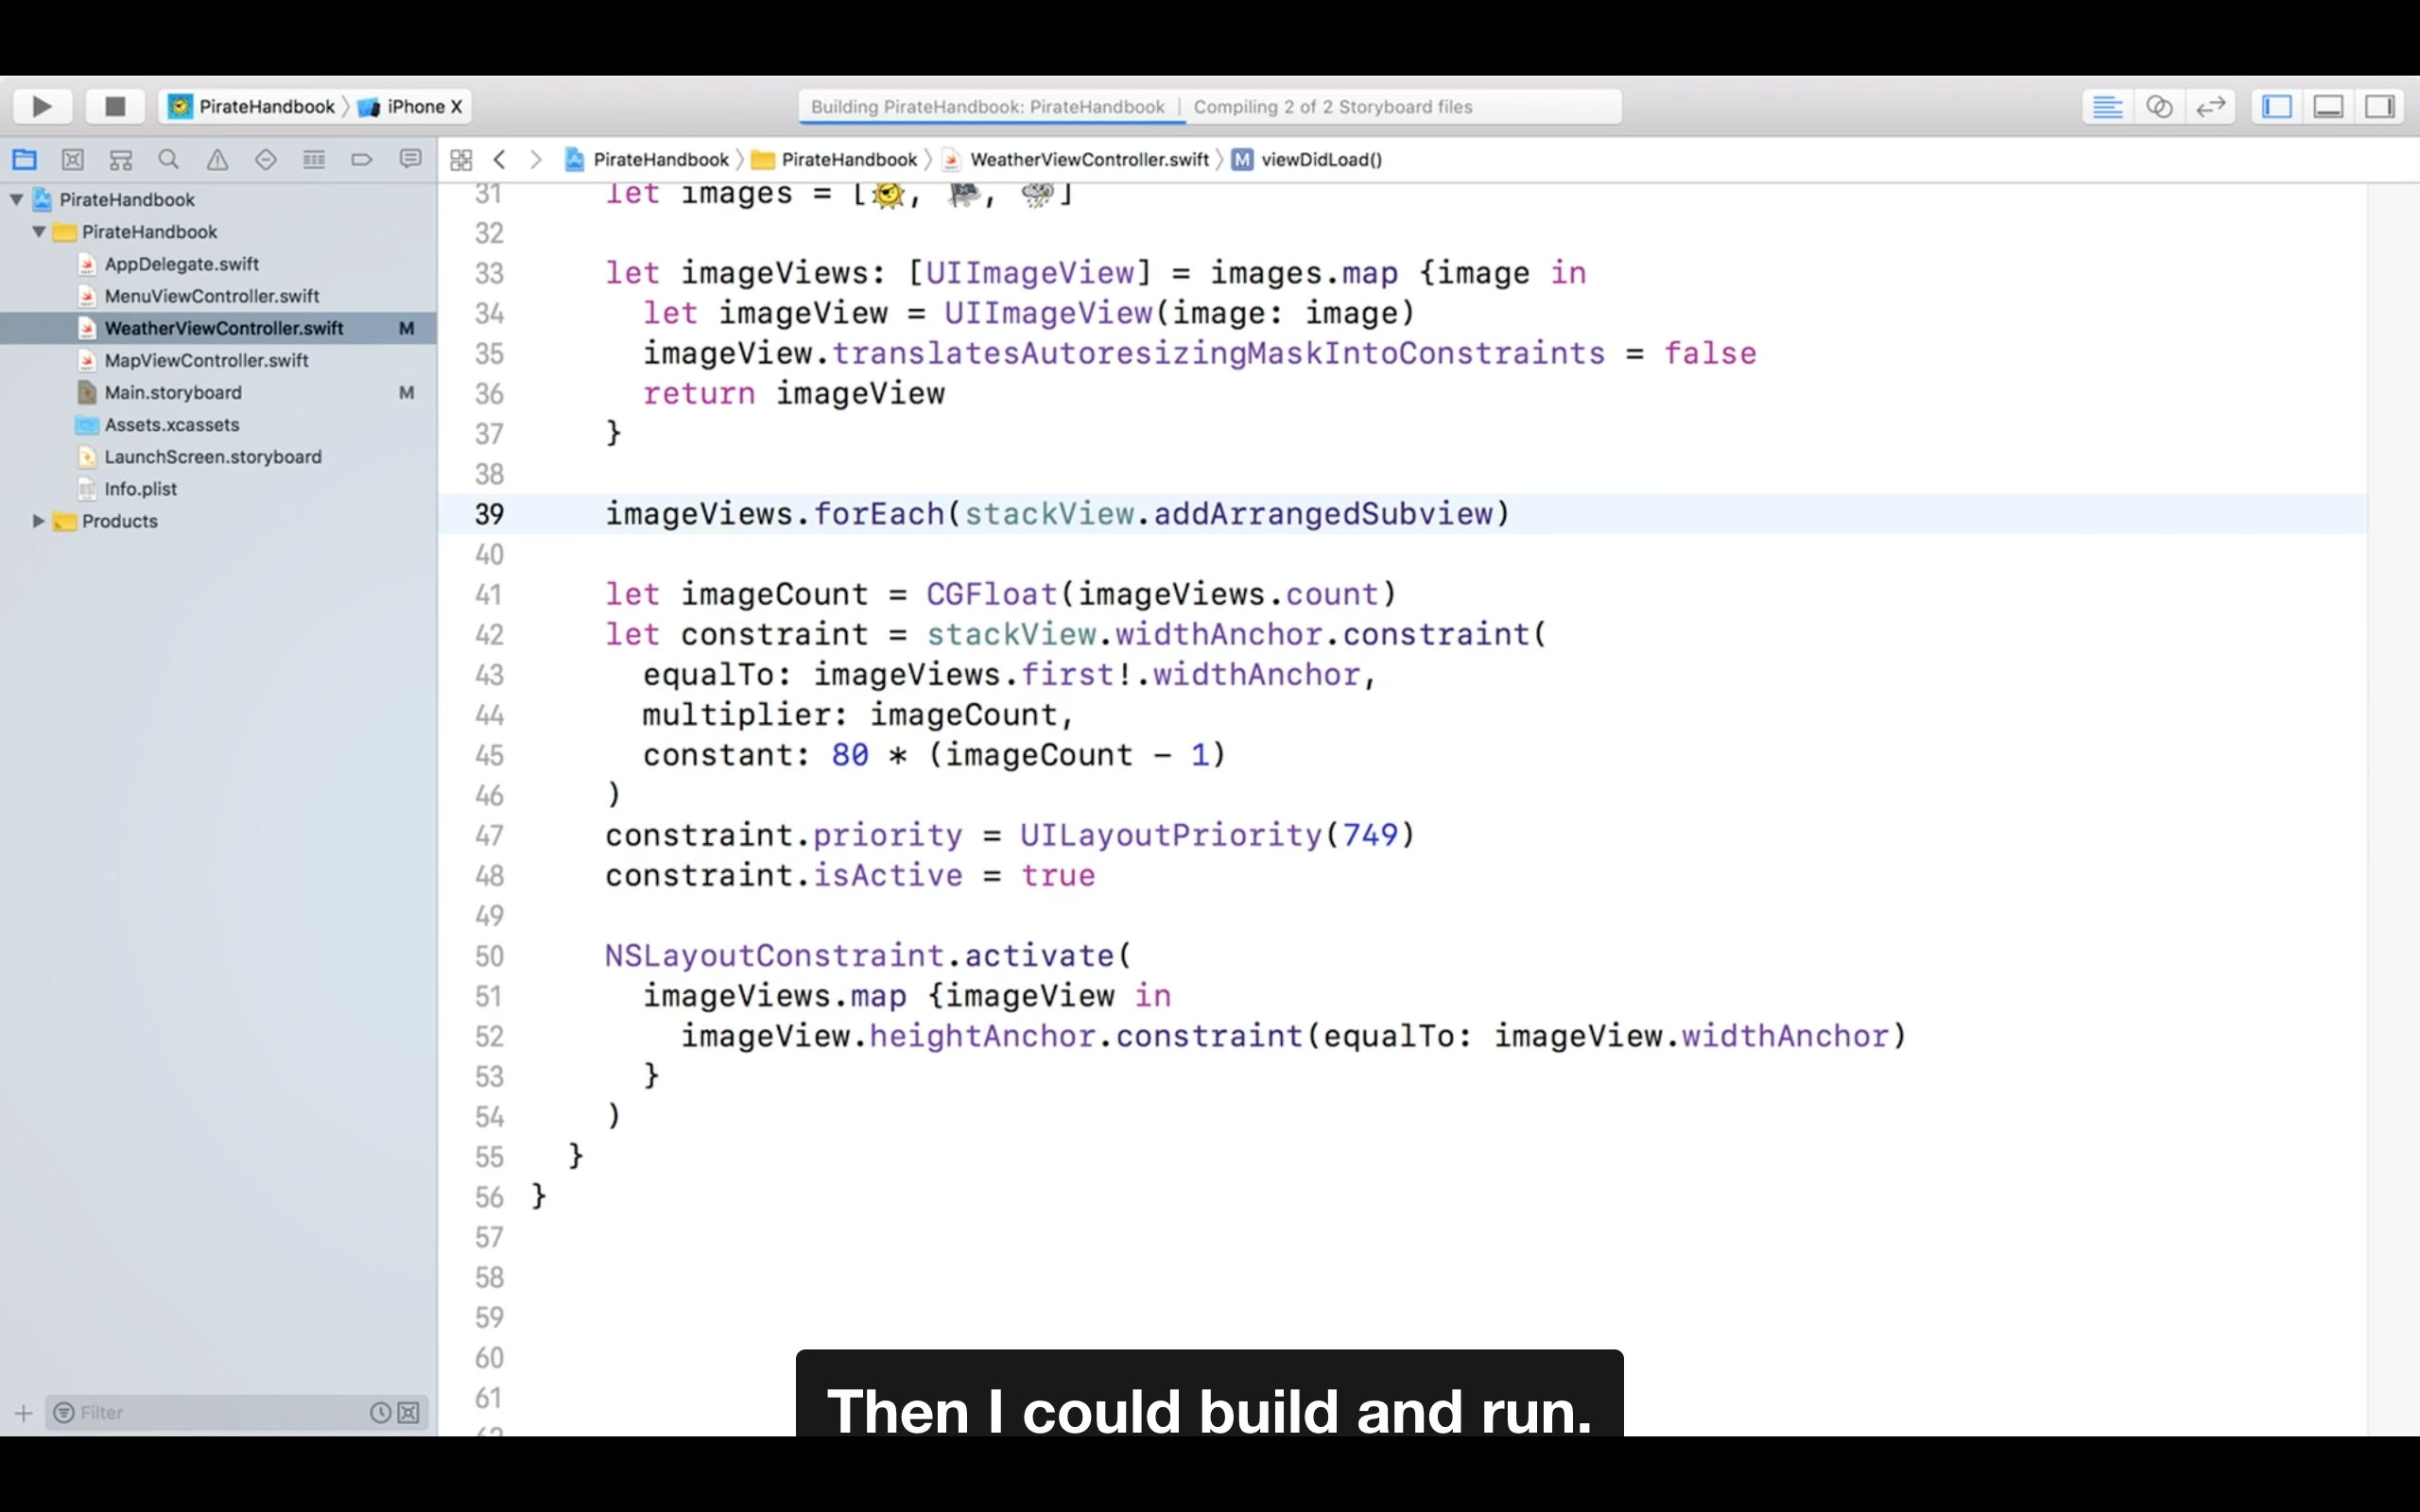 PirateHandbook 〉 iPhone X
Building PirateHandbook: PirateHandbook | Compiling 2 of 2 Storyboard files
PirateHandbook 〉 PirateHandbook 〉 WeatherViewController.swift 〉 M viewDidLoad()
PirateHandbook
PirateHandbook
AppDelegate.swift
MenuViewController.swift
WeatherViewController.swift M
MapViewController.swift
Main.storyboard M
Assets.xcassets
LaunchScreen.storyboard
Info.plist
Products
Filter
31 let images = [🌞, 🏴, ⛈]
32
33 let imageViews: [UIImageView] = images.map {image in
34 let imageView = UIImageView(image: image)
35 imageView.translatesAutoresizingMaskIntoConstraints = false
36 return imageView
37 }
38
39 imageViews.forEach(stackView.addArrangedSubview)
40
41 let imageCount = CGFloat(imageViews.count)
42 let constraint = stackView.widthAnchor.constraint(
43 equalTo: imageViews.first!.widthAnchor,
44 multiplier: imageCount,
45 constant: 80 * (imageCount - 1)
46 )
47 constraint.priority = UILayoutPriority(749)
48 constraint.isActive = true
49
50 NSLayoutConstraint.activate(
51 imageViews.map {imageView in
52 imageView.heightAnchor.constraint(equalTo: imageView.widthAnchor)
53 }
54 )
55 }
56 }
57
58
59
60
61
Then I could build and run.